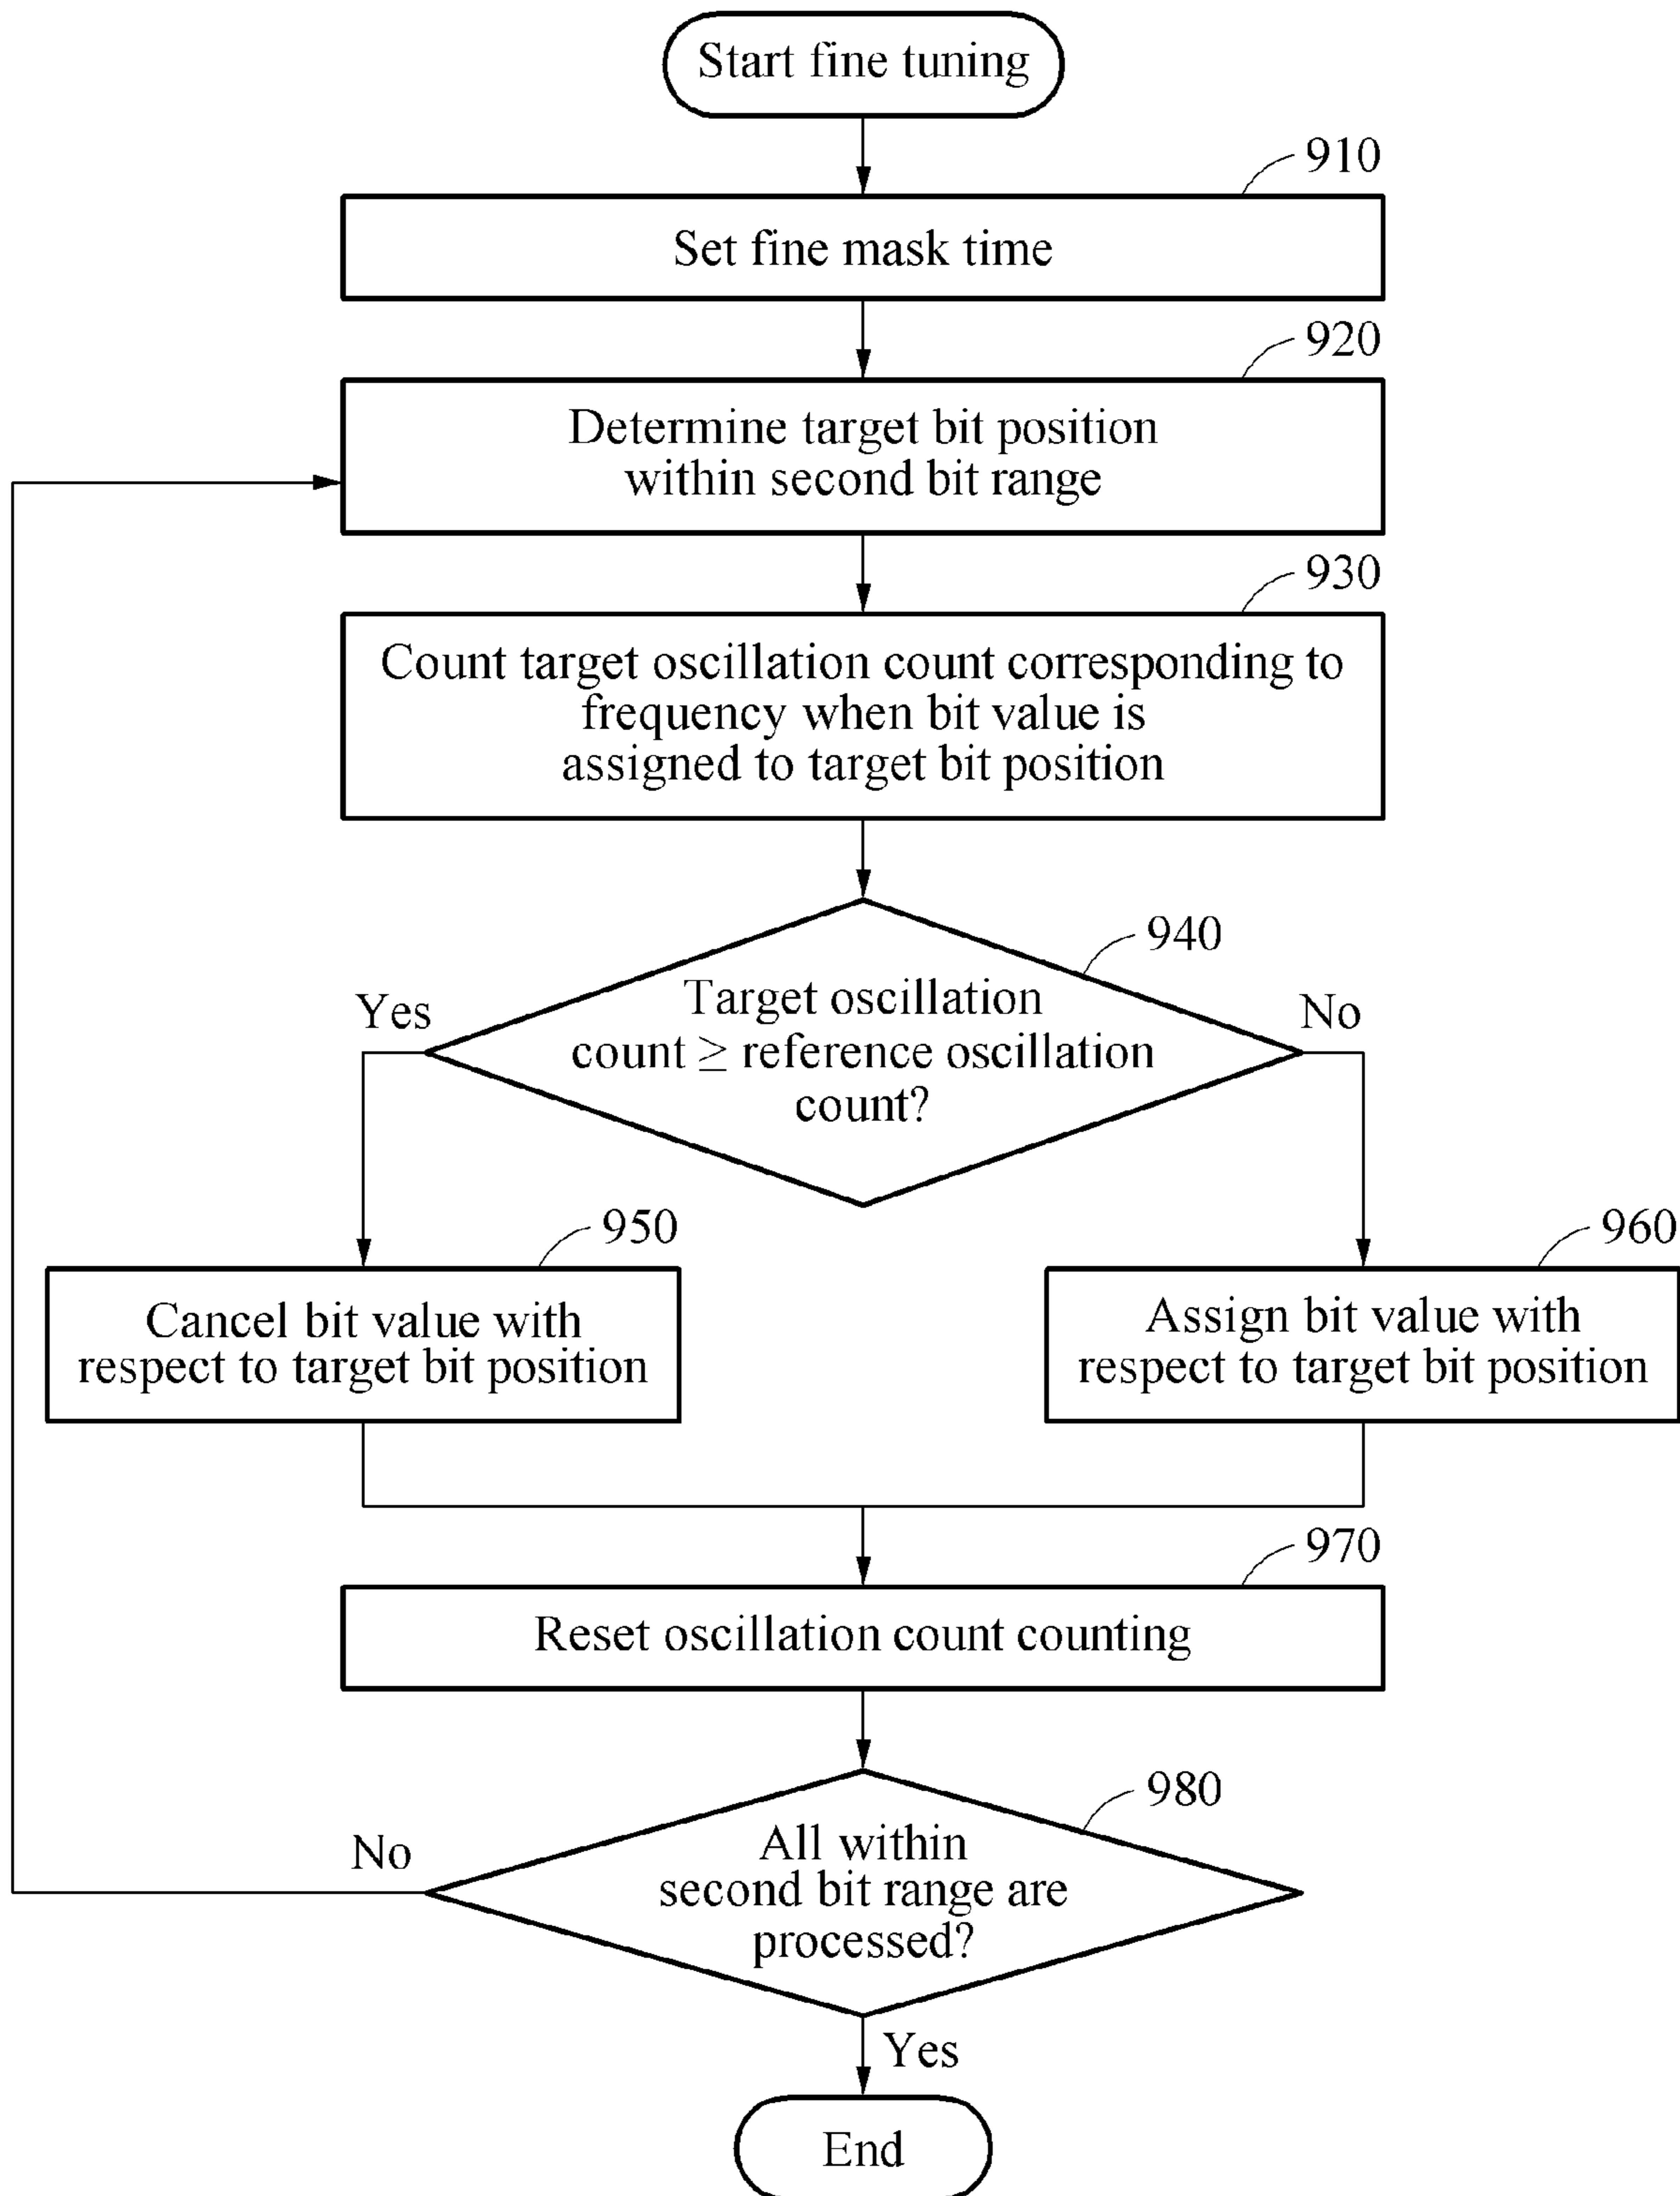 Start fine tuning
910
Set fine mask time
920
Determine target bit position
within second bit range
930
Count target oscillation count corresponding to
frequency when bit value is
assigned to target bit position
940
Yes
No
Target oscillation
count ≥ reference oscillation
count?
950
960
Cancel bit value with
respect to target bit position
Assign bit value with
respect to target bit position
970
Reset oscillation count counting
980
No
All within
second bit range are
processed?
Yes
End